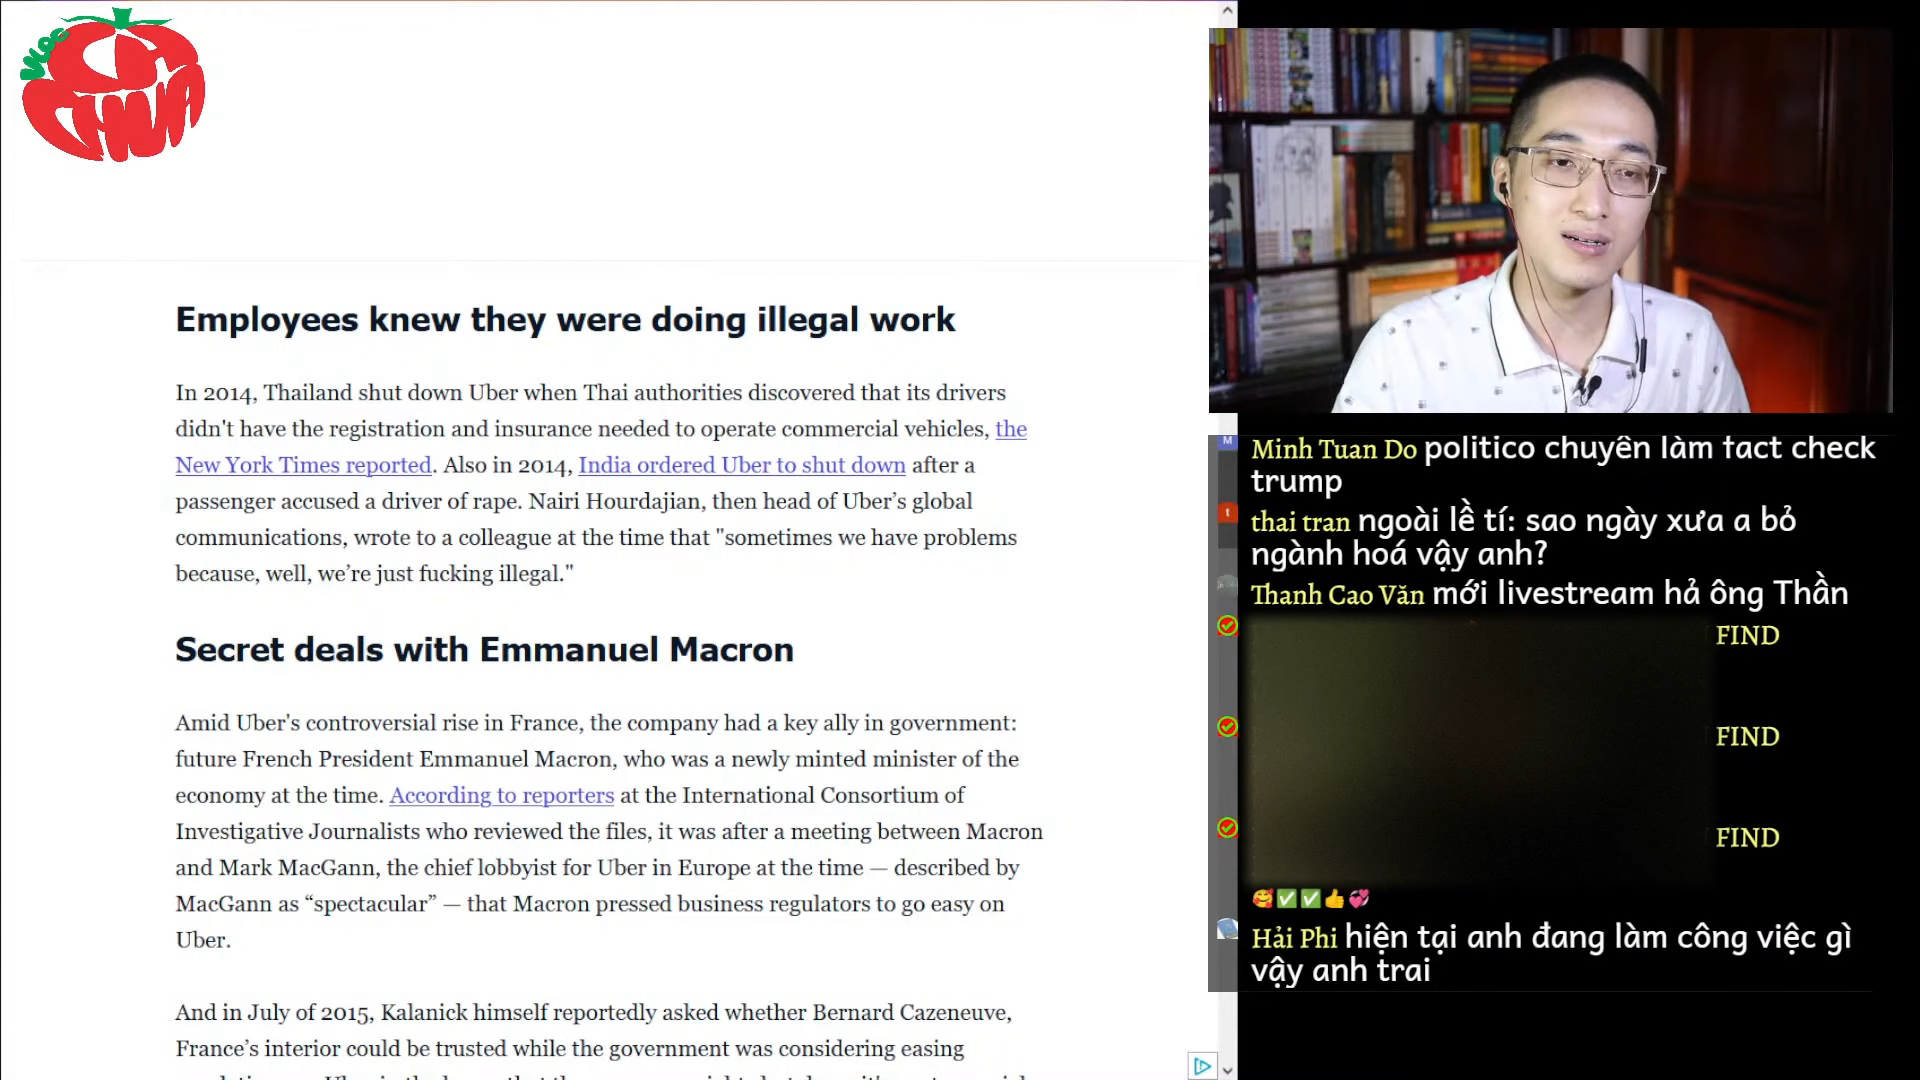 VLOG
CÀ
CHUA
Employees knew they were doing illegal work
In 2014, Thailand shut down Uber when Thai authorities discovered that its drivers
didn't have the registration and insurance needed to operate commercial vehicles, the
New York Times reported. Also in 2014, India ordered Uber to shut down after a
passenger accused a driver of rape. Nairi Hourdajian, then head of Uber’s global
communications, wrote to a colleague at the time that "sometimes we have problems
because, well, we’re just fucking illegal."
Secret deals with Emmanuel Macron
Amid Uber's controversial rise in France, the company had a key ally in government:
future French President Emmanuel Macron, who was a newly minted minister of the
economy at the time. According to reporters at the International Consortium of
Investigative Journalists who reviewed the files, it was after a meeting between Macron
and Mark MacGann, the chief lobbyist for Uber in Europe at the time — described by
MacGann as “spectacular” — that Macron pressed business regulators to go easy on
Uber.
And in July of 2015, Kalanick himself reportedly asked whether Bernard Cazeneuve,
France’s interior could be trusted while the government was considering easing
M
Minh Tuan Do politico chuyên làm fact check
trump
t
thai tran ngoài lề tí: sao ngày xưa a bỏ
ngành hoá vậy anh?
Thanh Cao Văn mới livestream hả ông Thần
FIND
FIND
FIND
Hải Phi hiện tại anh đang làm công việc gì
vậy anh trai